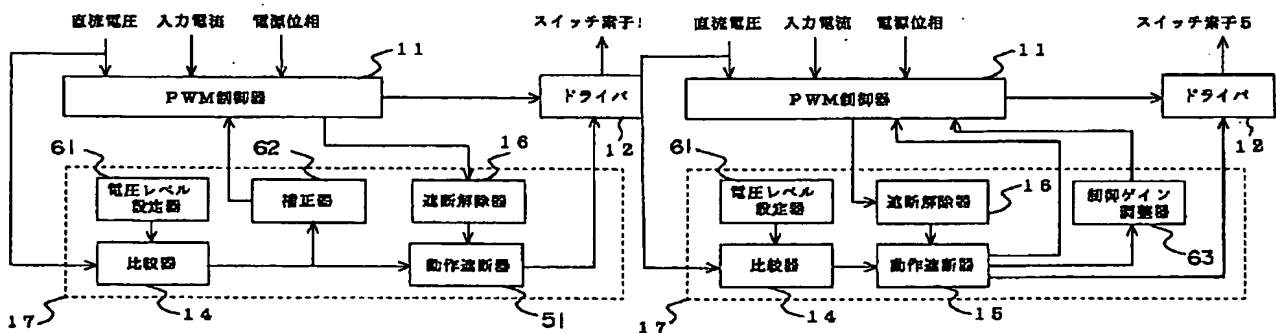 直流電圧 入力電流 電源位相
スイッチ素子5
11
PWM制御器
ドライバ
12
61
62
16
電圧レベル
設定器
補正器
遮断解除器
比較器
動作遮断器
17
14
51
直流電圧 入力電流 電源位相
スイッチ素子5
11
PWM制御器
ドライバ
12
61
電圧レベル
設定器
遮断解除器
16
制御ゲイン
調整器
63
比較器
動作遮断器
17
14
15